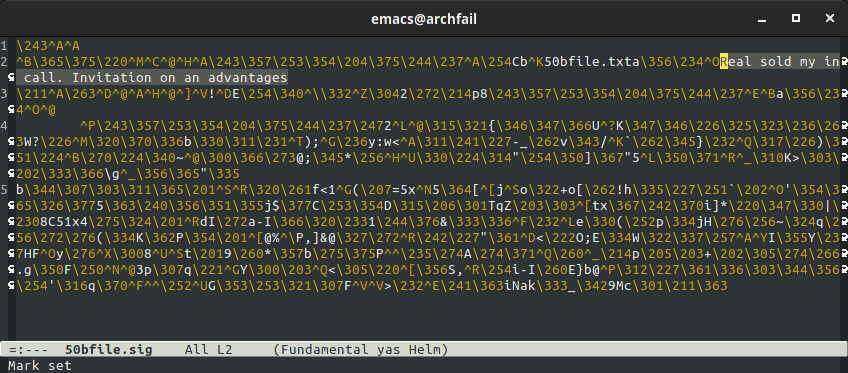 emacs@archfail
1 \243^A^A
2 ^B\365\375\220^M^C^@^H^A\243\357\253\354\204\375\244\237^A\254Cb^K50bfile.txta\356\234^OReal sold my in
call. Invitation on an advantages
3 \211^A\263D^@^A^H^@^]^V!^DE\254\340^\\332^Z\3042\272\214p8\243\357\253\354\204\375\244\237^E^Ba\356\23
4^O^@
4 ^P\243\357\253\354\204\375\244\237\2472^L^@\315\321{\346\347\366U^?K\347\346\226\325\323\236\26
3W?\226^M\320\370\336b\330\311\231^T);^G\236y:w<^A\311\241\227-_\262v\343/^K`\262\345}\232^Q\317\226)\3
51\224^B\270\224\340~^@\300\366\273@;\345*\256^H^U\330\224\314"\254\350]\367"5^L\350\371^R^_\310K>\303\
202\333\366\g^_\356\365"\335
5 b\344\307\303\311\365\201^S^R\320\261f<1^G(\207=5x^N5\364[^[j^So\322+o[\262!h\335\227\251`\202^O'\354\3
65\326\3775\363\240\356\351\355j$\377C\253\354D\315\206\301TqZ\203\303^[tx\367\242\370i]*\220\347\330|\
2308C51x4\275\324\201^RdI\272a-I\366\320\2331\244\376&\333\336^F\232^Le\330(\252p\334jH\276\256~\324q\2
56\272\276(\334K\362P\354\201^[@%^\P,]&@\327\272^R\242\227"\361^D<\222O;E\334W\322\337\257^A^YI\355Y\23
7HF^Oy\276^X\3008^U^St\2019\260*\357b\275\375P^^\235\274A\274\371^Q\260^_\214p\205\203+\202\305\274\266
.g\350F\250^N^@3p\307q\221^GY\300\203^Q<\305\220^[\356S,^R\254i-I\260E}b@^P\312\227\361\336\303\344\356
\254'\316q\370^F^^\252^UG\353\253\321\307F^V^V>\232^E\241\363iNak\333_\3429Mc\301\211\363
=:--- 50bfile.sig All L2 (Fundamental yas Helm)
Mark set